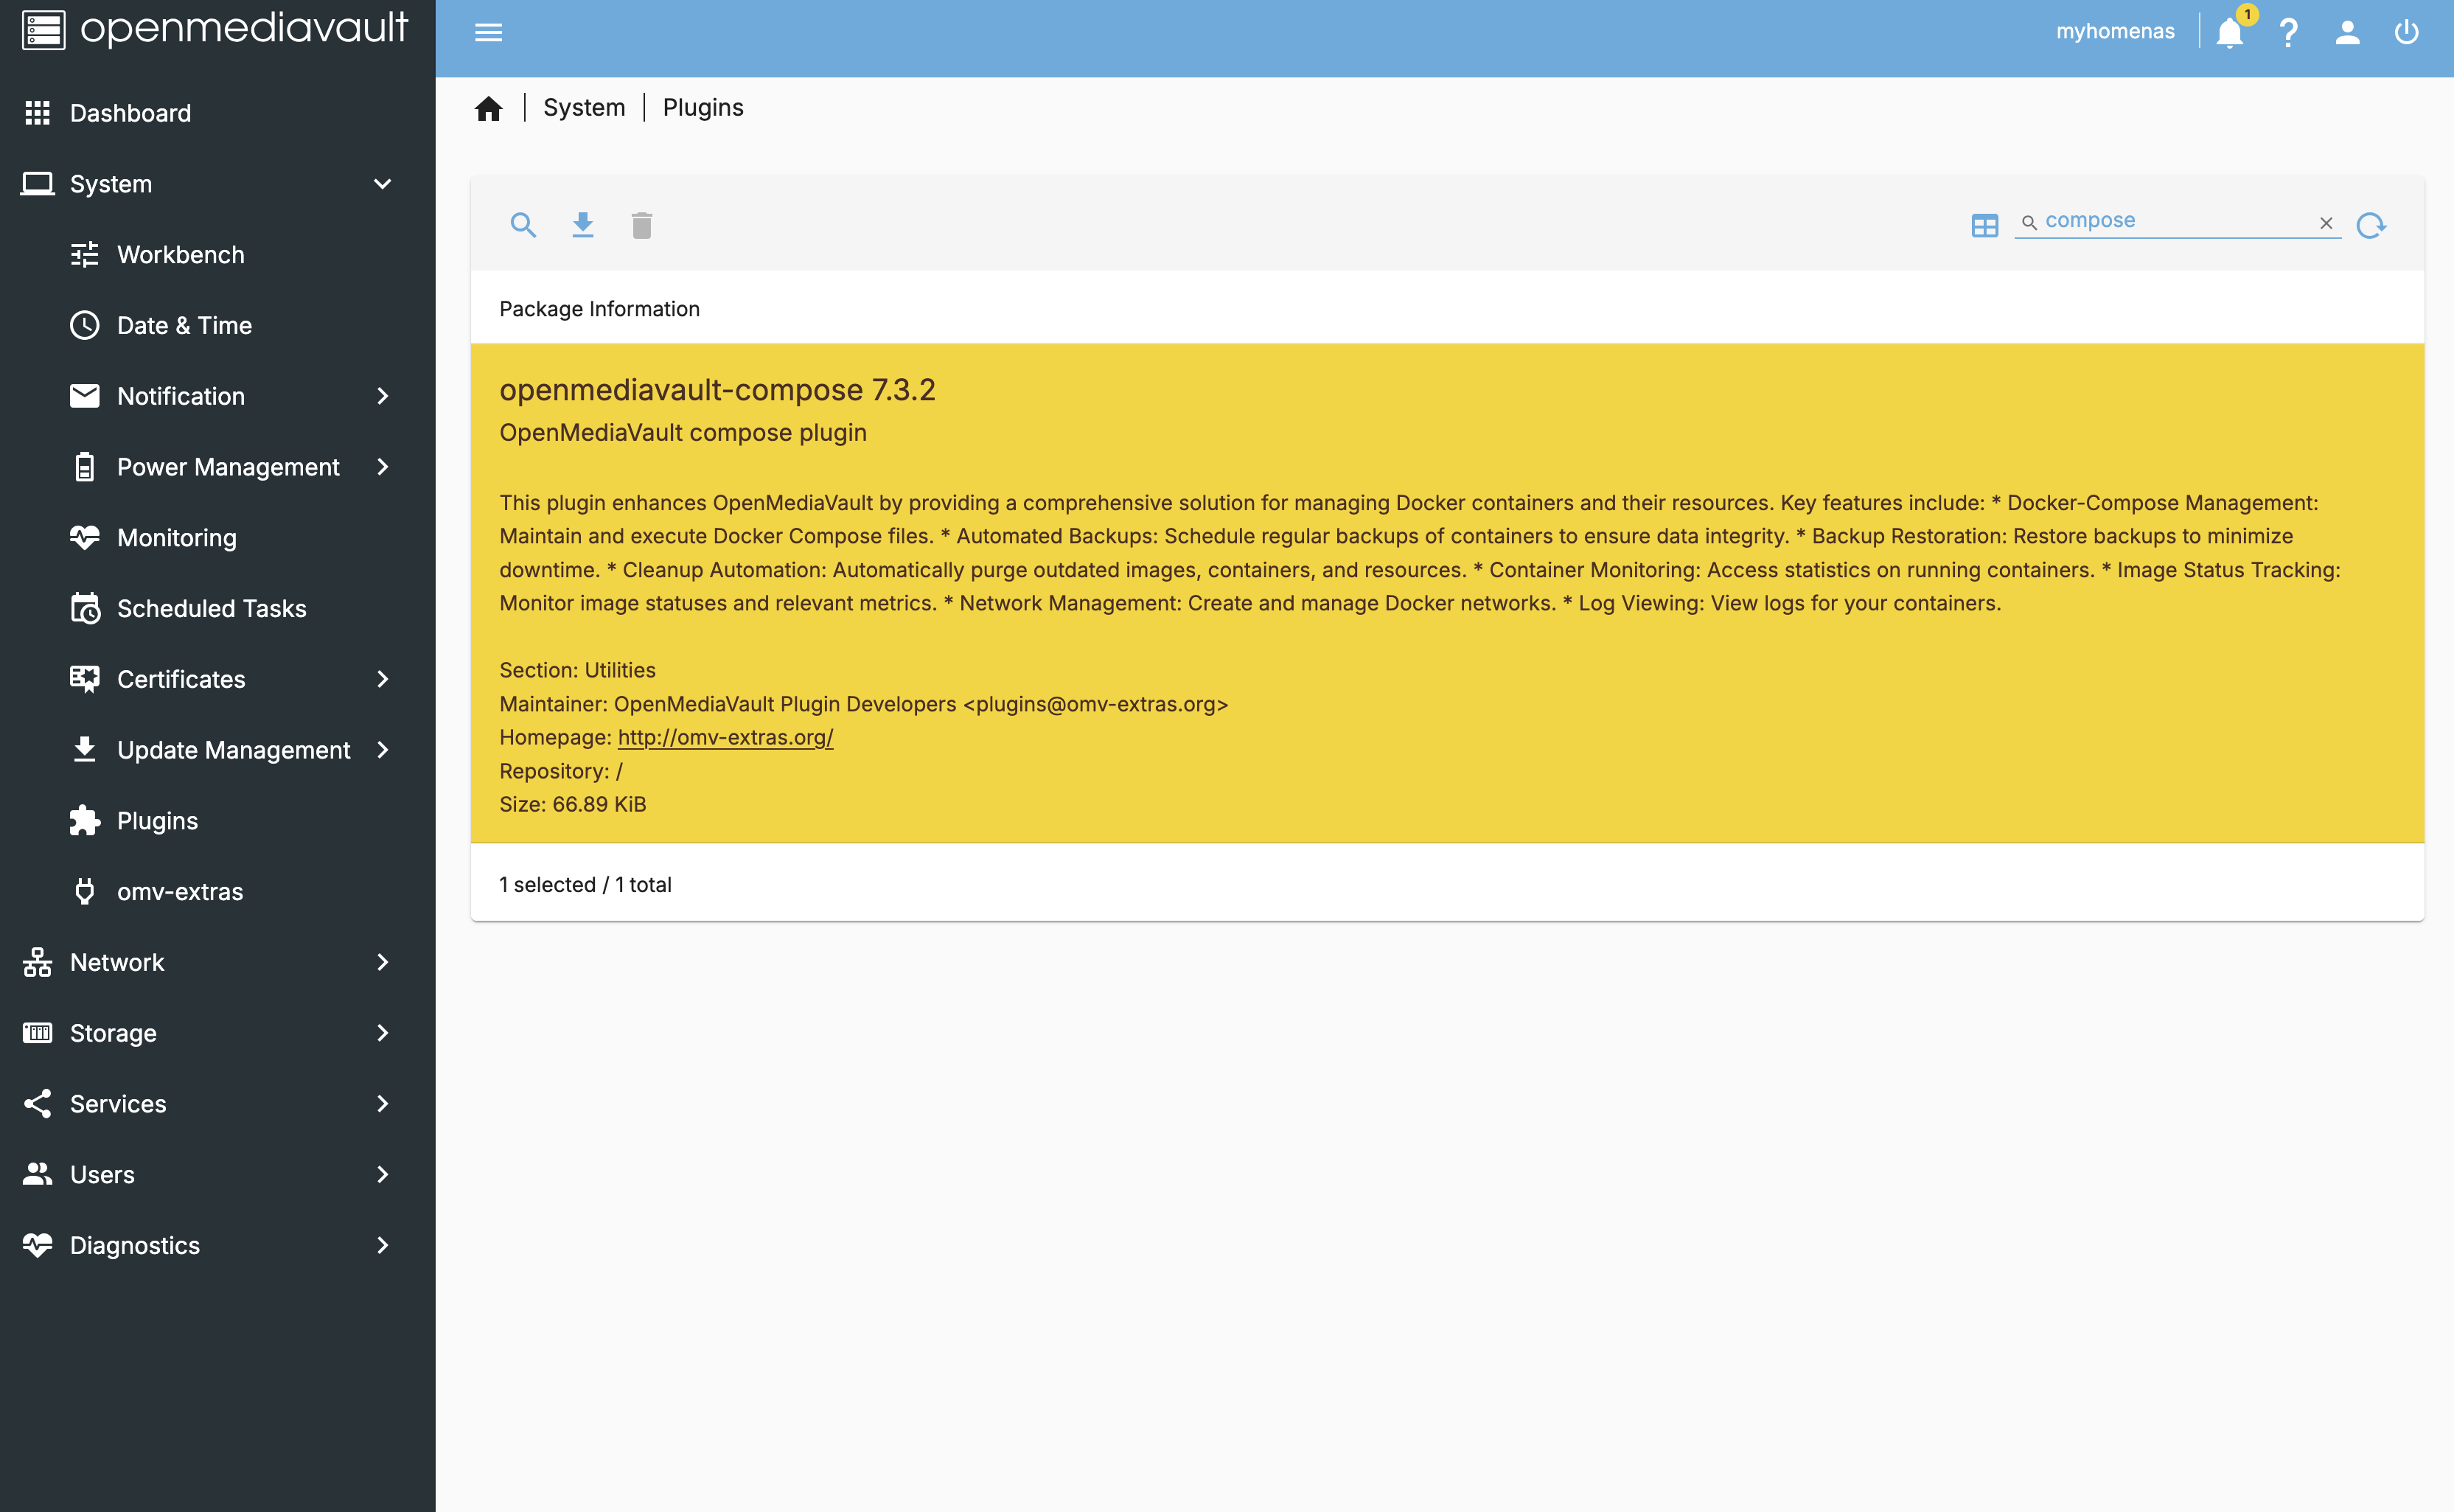 openmediavault
myhomenas
1
?
Dashboard
System
Workbench
Date & Time
Notification
Power Management
Monitoring
Scheduled Tasks
Certificates
Update Management
Plugins
omv-extras
Network
Storage
Services
Users
Diagnostics
System
Plugins
compose
Package Information
openmediavault-compose 7.3.2
OpenMediaVault compose plugin
This plugin enhances OpenMediaVault by providing a comprehensive solution for managing Docker containers and their resources. Key features include: * Docker-Compose Management:
Maintain and execute Docker Compose files. * Automated Backups: Schedule regular backups of containers to ensure data integrity. * Backup Restoration: Restore backups to minimize
downtime. * Cleanup Automation: Automatically purge outdated images, containers, and resources. * Container Monitoring: Access statistics on running containers. * Image Status Tracking:
Monitor image statuses and relevant metrics. * Network Management: Create and manage Docker networks. * Log Viewing: View logs for your containers.
Section: Utilities
Maintainer: OpenMediaVault Plugin Developers <plugins@omv-extras.org>
Homepage: http://omv-extras.org/
Repository: /
Size: 66.89 KiB
1 selected / 1 total